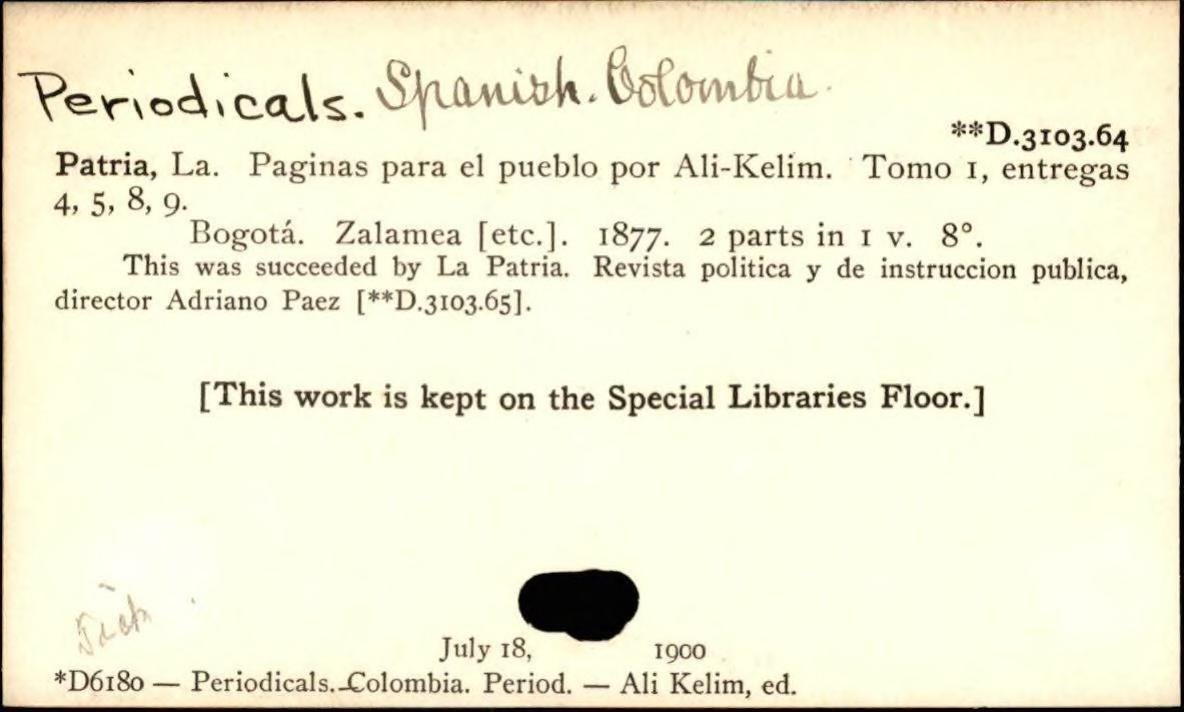 Periodicals. Spanish. Colombia.
**D.3103.64
Patria, La. Paginas para el pueblo por Ali-Kelim. Tomo 1, entregas
4, 5, 8, 9.
Bogotá. Zalamea [etc.]. 1877. 2 parts in 1 v. 8°.
This was succeeded by La Patria. Revista politica y de instruccion publica,
director Adriano Paez [**D.3103.65].
[This work is kept on the Special Libraries Floor.]
July 18, 1900
*D6180 — Periodicals. Colombia. Period. — Ali Kelim, ed.